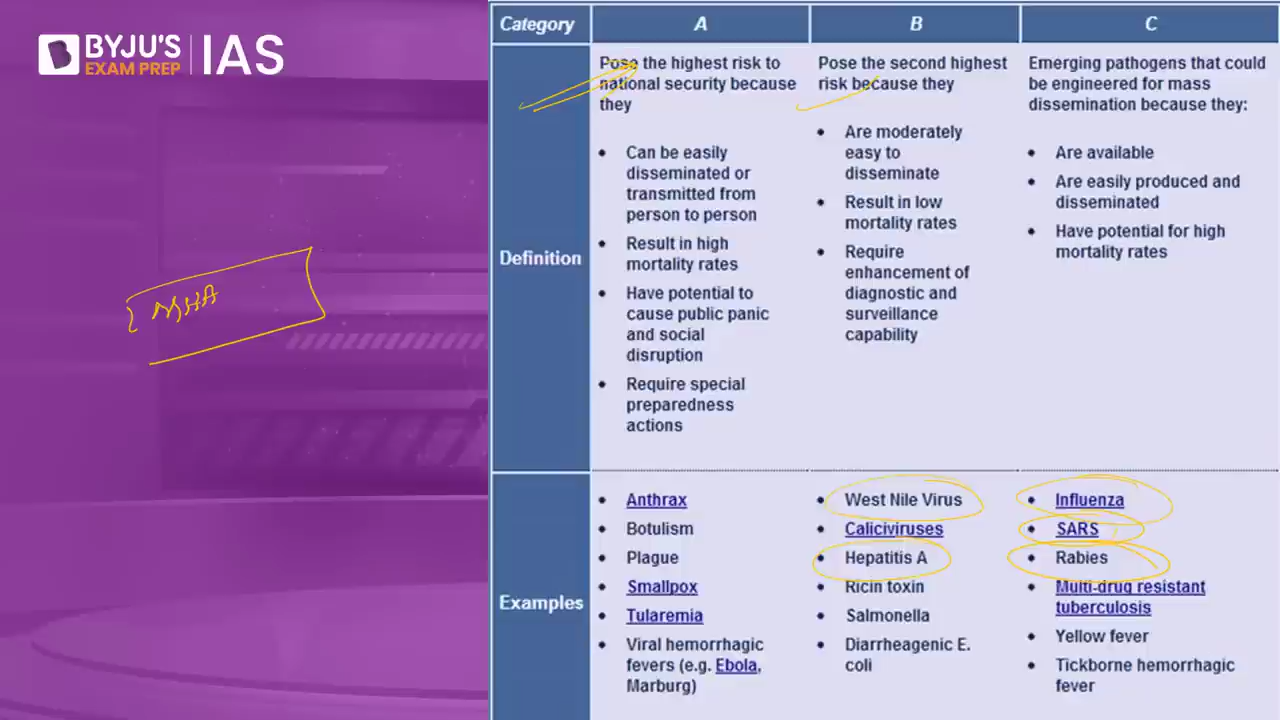 BYJU'S
EXAM PREP
IAS
MHA
Category
A
B
C
Definition
Pose the highest risk to
national security because
they
• Can be easily
disseminated or
transmitted from
person to person
• Result in high
mortality rates
• Have potential to
cause public panic
and social
disruption
• Require special
preparedness
actions
Pose the second highest
risk because they
• Are moderately
easy to
disseminate
• Result in low
mortality rates
• Require
enhancement of
diagnostic and
surveillance
capability
Emerging pathogens that could
be engineered for mass
dissemination because they:
• Are available
• Are easily produced and
disseminated
• Have potential for high
mortality rates
Examples
• Anthrax
• Botulism
• Plague
• Smallpox
• Tularemia
• Viral hemorrhagic
fevers (e.g. Ebola,
Marburg)
• West Nile Virus
• Caliciviruses
• Hepatitis A
• Ricin toxin
• Salmonella
• Diarrheagenic E.
coli
• Influenza
• SARS
• Rabies
• Multi-drug resistant
tuberculosis
• Yellow fever
• Tickborne hemorrhagic
fever